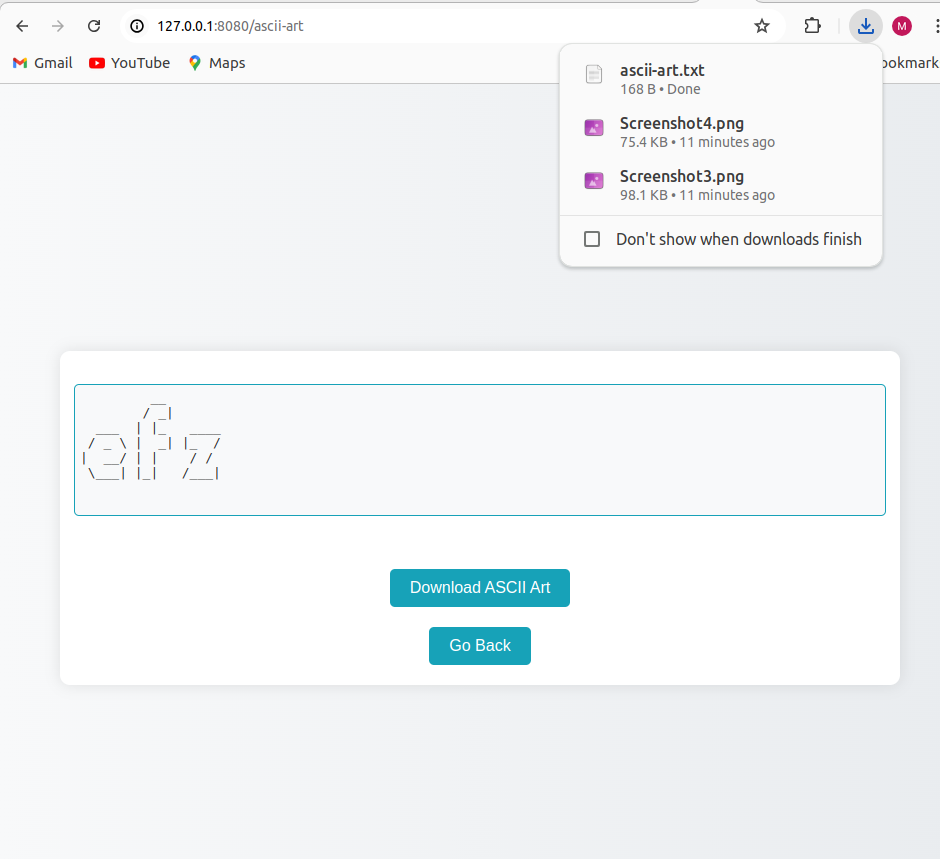 127.0.0.1:8080/ascii-art
M
Gmail
YouTube
Maps
ookmark
ascii-art.txt
168 B • Done
Screenshot4.png
75.4 KB • 11 minutes ago
Screenshot3.png
98.1 KB • 11 minutes ago
Don't show when downloads finish
         __
        / _|
  ___  | |_   ____
 / _ \ |  _| |_  /
|  __/ | |    / /
 \___| |_|   /___|
Download ASCII Art
Go Back